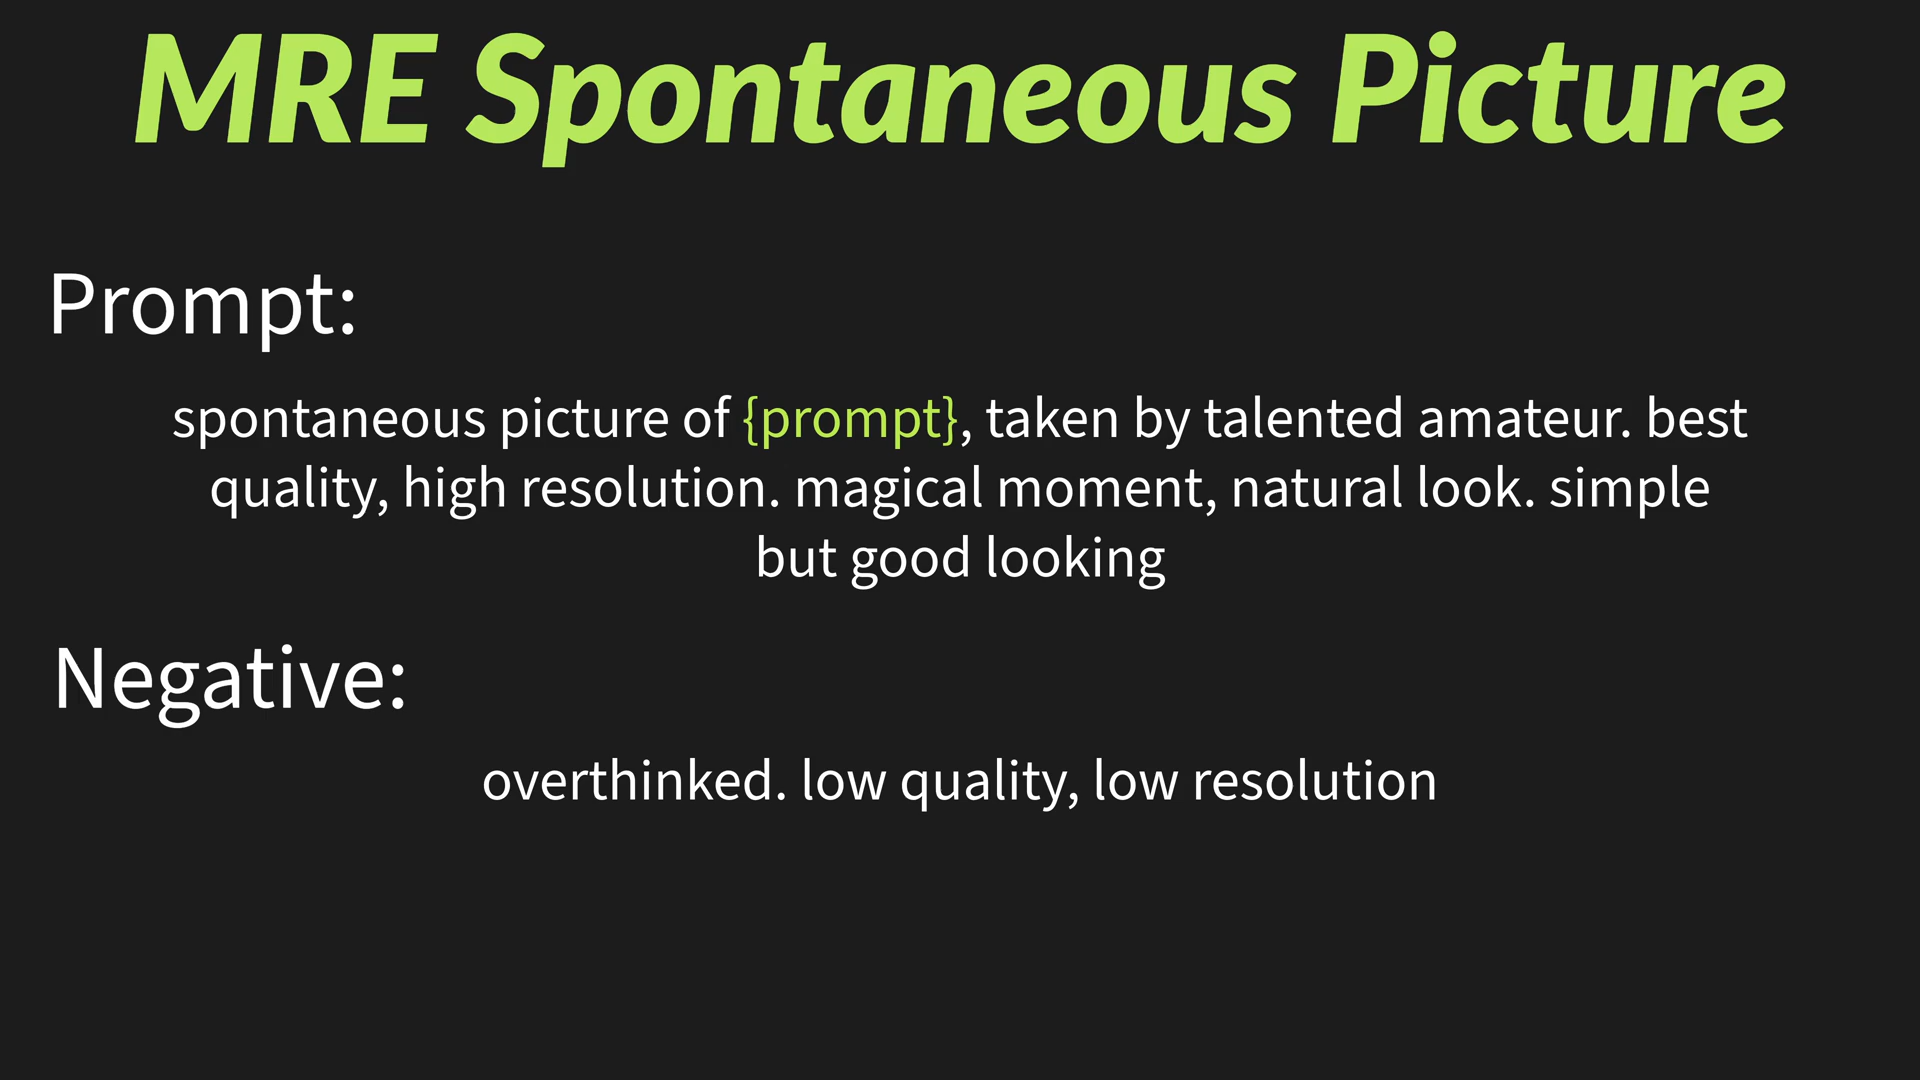 MRE Spontaneous Picture
Prompt:
spontaneous picture of {prompt}, taken by talented amateur. best
quality, high resolution. magical moment, natural look. simple
but good looking
Negative:
overthinked. low quality, low resolution